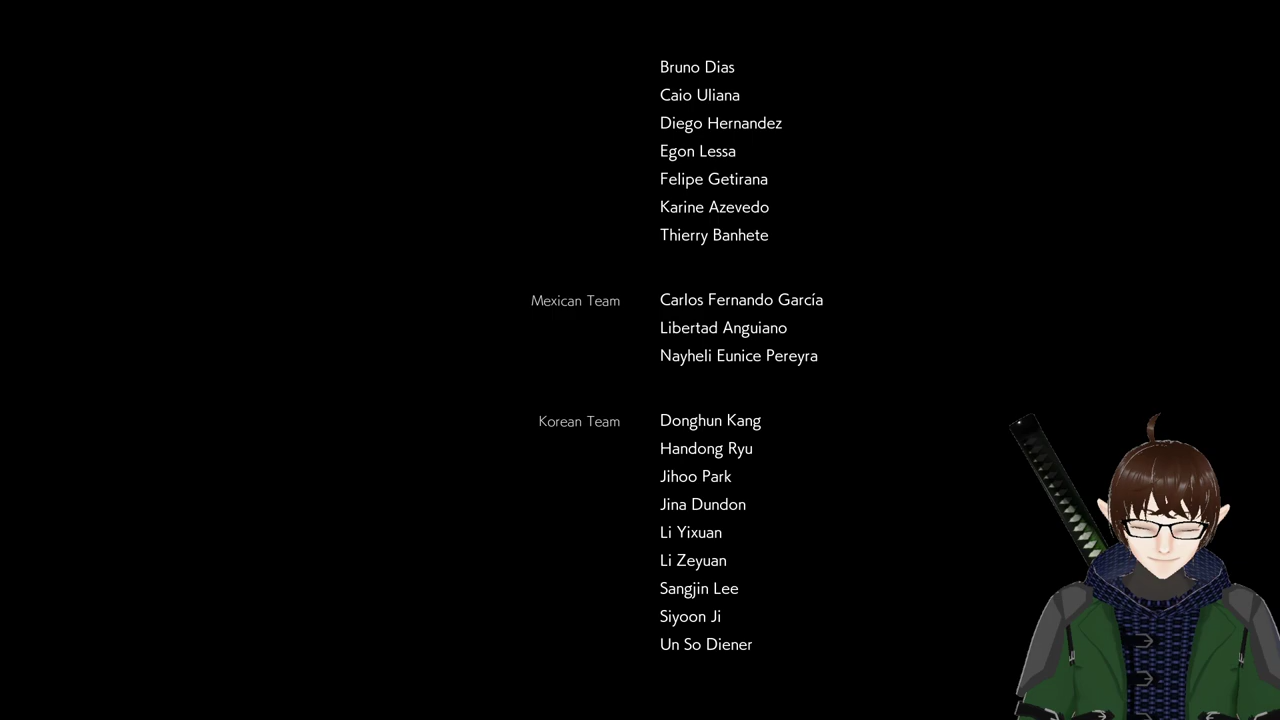 Bruno Dias
Caio Uliana
Diego Hernandez
Egon Lessa
Felipe Getirana
Karine Azevedo
Thierry Banhete
Mexican Team Carlos Fernando García
Libertad Anguiano
Nayheli Eunice Pereyra
Korean Team Donghun Kang
Handong Ryu
Jihoo Park
Jina Dundon
Li Yixuan
Li Zeyuan
Sangjin Lee
Siyoon Ji
Un So Diener